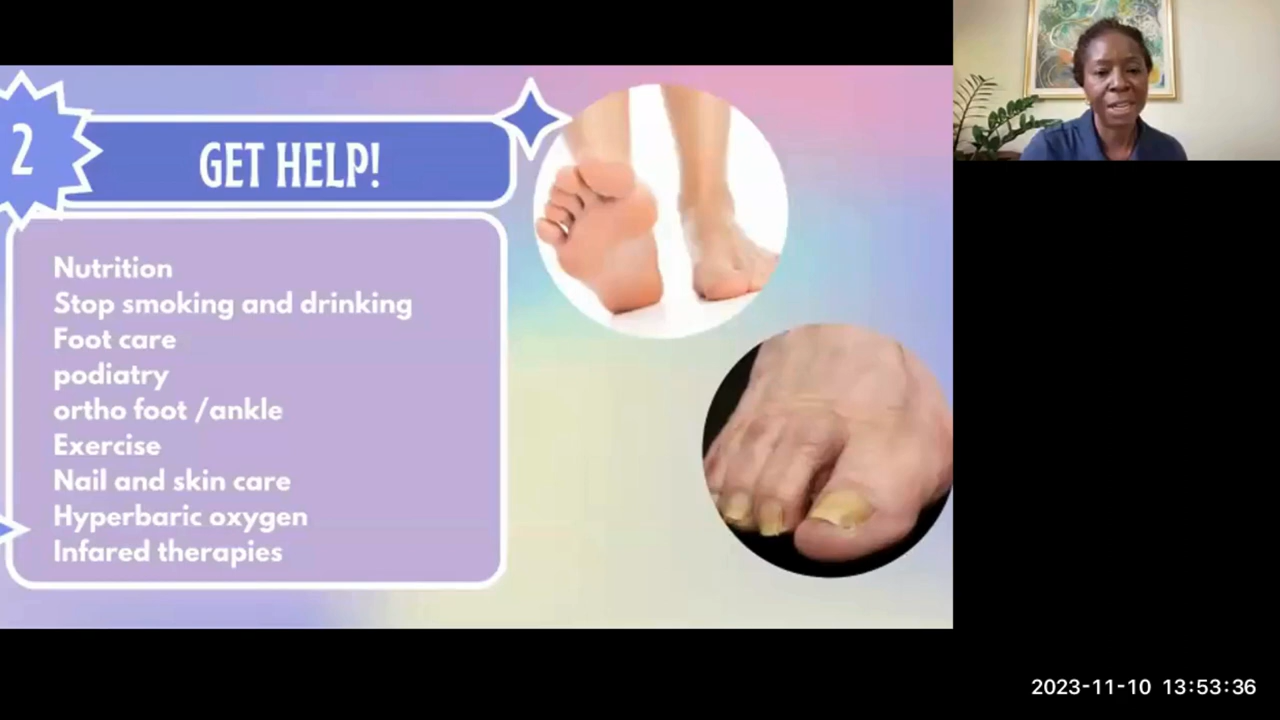 2
GET HELP!
Nutrition
Stop smoking and drinking
Foot care
podiatry
ortho foot /ankle
Exercise
Nail and skin care
Hyperbaric oxygen
Infared therapies
2023-11-10 13:53:36